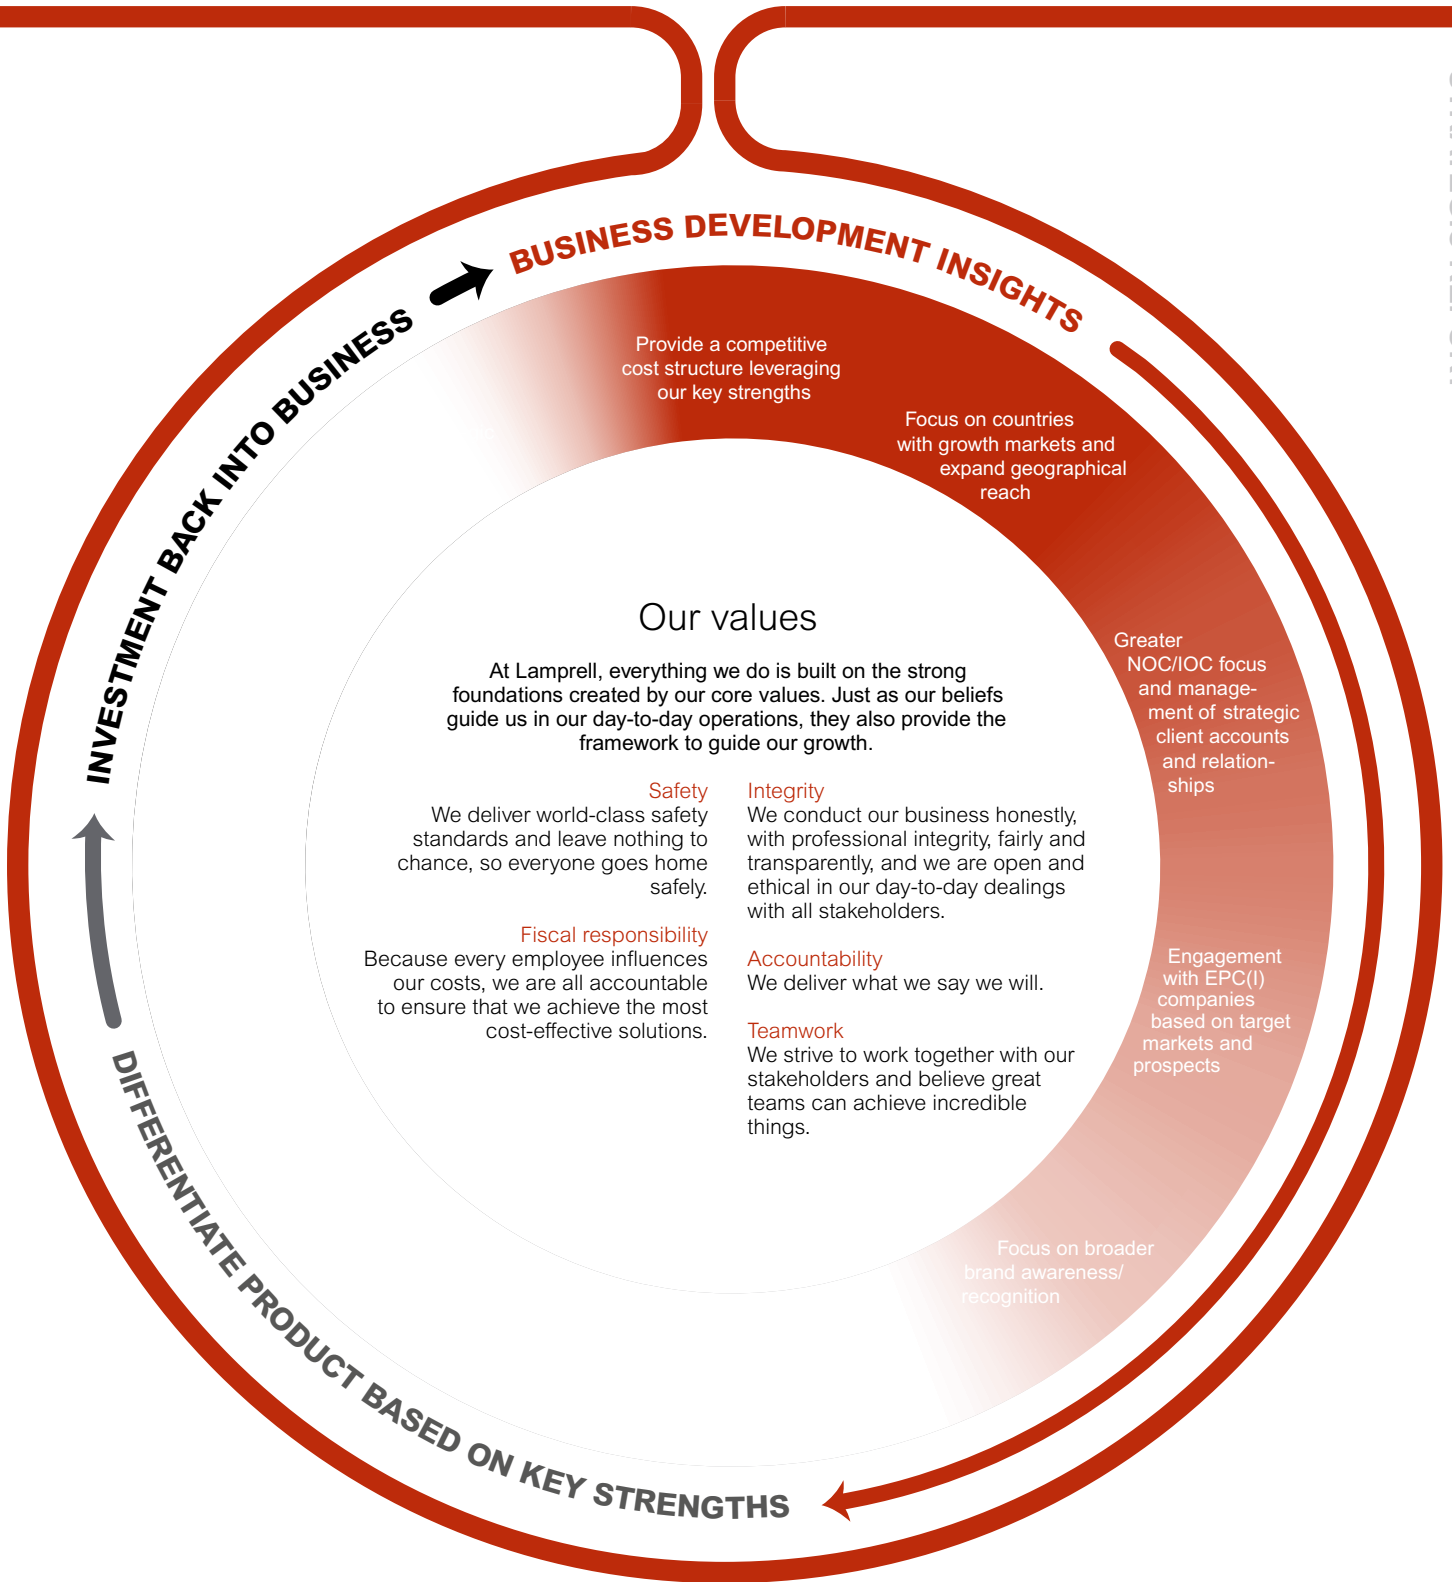 BUSINESS DEVELOPMENT INSIGHTS
INVESTMENT BACK INTO BUSINESS
DIFFERENTIATE PRODUCT BASED ON KEY STRENGTHS
Provide a competitive
cost structure leveraging
our key strengths
Focus on countries
with growth markets and
expand geographical
reach
Greater
NOC/IOC focus
and manage-
ment of strategic
client accounts
and relation-
ships
Engagement
with EPC(I)
companies
based on target
markets and
prospects
Focus on broader
brand awareness/
recognition
Our values
At Lamprell, everything we do is built on the strong
foundations created by our core values. Just as our beliefs
guide us in our day-to-day operations, they also provide the
framework to guide our growth.
Safety
We deliver world-class safety
standards and leave nothing to
chance, so everyone goes home
safely.
Fiscal responsibility
Because every employee influences
our costs, we are all accountable
to ensure that we achieve the most
cost-effective solutions.
Integrity
We conduct our business honestly,
with professional integrity, fairly and
transparently, and we are open and
ethical in our day-to-day dealings
with all stakeholders.
Accountability
We deliver what we say we will.
Teamwork
We strive to work together with our
stakeholders and believe great
teams can achieve incredible
things.